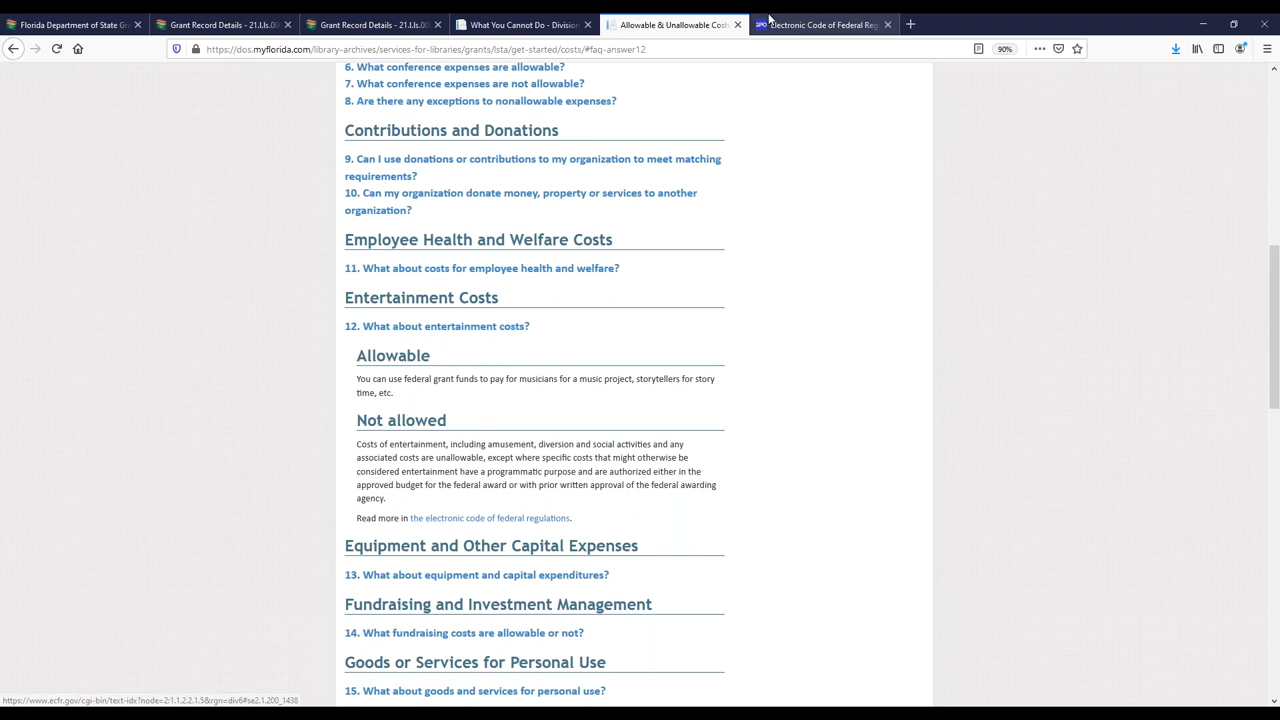 Florida Department of State Gr
Grant Record Details - 21.l.ls.00
Grant Record Details - 21.l.ls.00
What You Cannot Do - Division
Allowable & Unallowable Costs
Electronic Code of Federal Reg
https://dos.myflorida.com/library-archives/services-for-libraries/grants/lsta/get-started/costs/#faq-answer12
90%
6. What conference expenses are allowable?
7. What conference expenses are not allowable?
8. Are there any exceptions to nonallowable expenses?
Contributions and Donations
9. Can I use donations or contributions to my organization to meet matching
requirements?
10. Can my organization donate money, property or services to another
organization?
Employee Health and Welfare Costs
11. What about costs for employee health and welfare?
Entertainment Costs
12. What about entertainment costs?
Allowable
You can use federal grant funds to pay for musicians for a music project, storytellers for story
time, etc.
Not allowed
Costs of entertainment, including amusement, diversion and social activities and any
associated costs are unallowable, except where specific costs that might otherwise be
considered entertainment have a programmatic purpose and are authorized either in the
approved budget for the federal award or with prior written approval of the federal awarding
agency.
Read more in the electronic code of federal regulations.
Equipment and Other Capital Expenses
13. What about equipment and capital expenditures?
Fundraising and Investment Management
14. What fundraising costs are allowable or not?
Goods or Services for Personal Use
15. What about goods and services for personal use?
https://www.ecfr.gov/cgi-bin/text-idx?node=2:1.1.2.2.1.5&rgn=div6#se2.1.200_1438